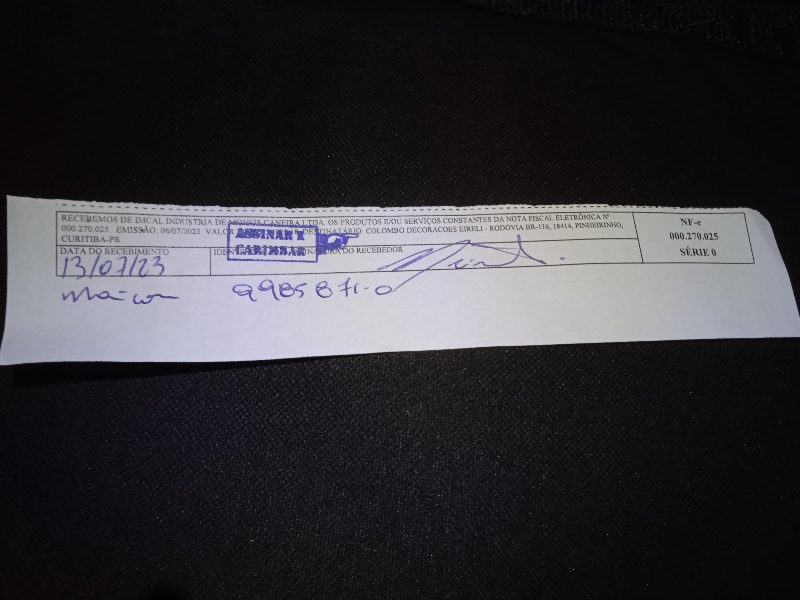 RECEBEMOS DE IMCAL INDUSTRIA DE MOVEIS CANEIRA LTDA. OS PRODUTOS E/OU SERVIÇOS CONSTANTES DA NOTA FISCAL ELETRÔNICA Nº
000.270.025 EMISSÃO: 06/07/2023 VALOR DESTINATÁRIO: COLOMBO DECORACOES EIRELI - RODOVIA BR-116, 18414, PINHEIRINHO,
CURITIBA-PR
ASSINAR E
CARIMBAR
NF-e
000.270.025
SÉRIE 0
DATA DO RECEBIMENTO
13/07/23
DO RECEBEDOR
Maicon 9985871-0